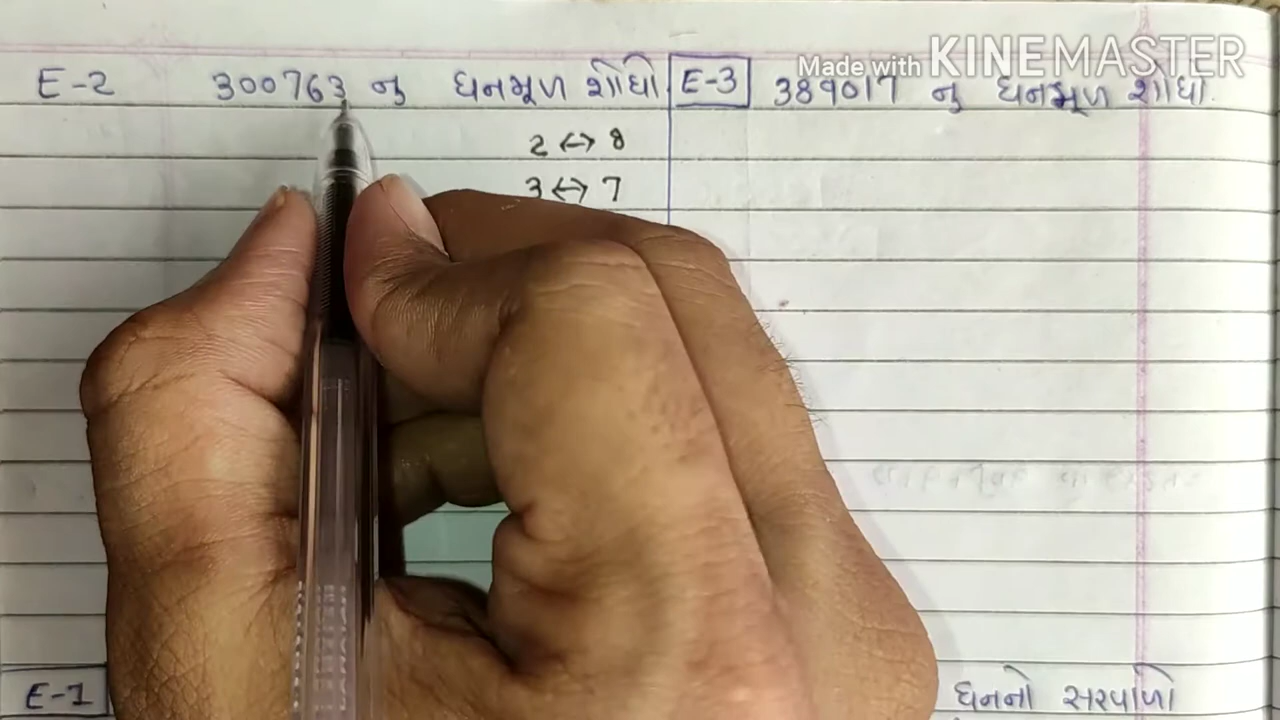 Made with KINEMASTER
E-2 300763 નુ ઘનમૂળ શોધો.
2 ↔ 8
3 ↔ 7
E-3 389017 નુ ઘનમૂળ શોધો.
E-1
ઘનનો સરવાળો